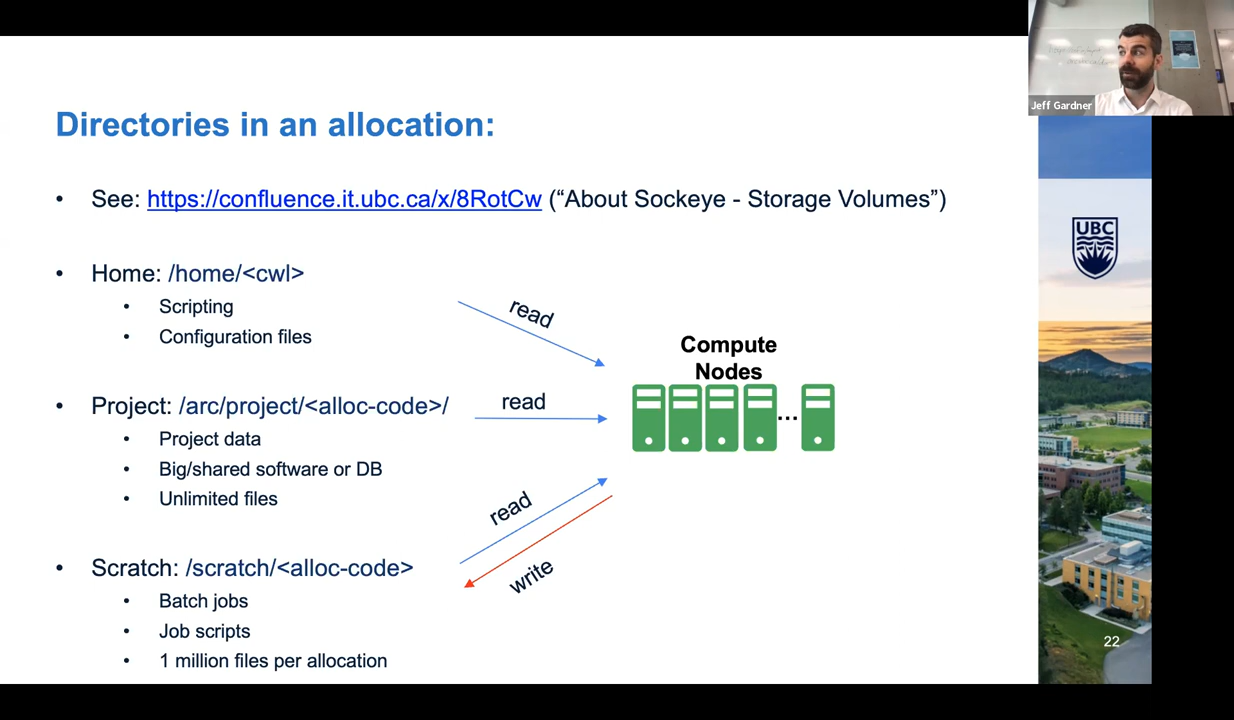 Jeff Gardner
Directories in an allocation:
• See: https://confluence.it.ubc.ca/x/8RotCw (“About Sockeye - Storage Volumes”)
UBC
• Home: /home/<cwl>
• Scripting
• Configuration files
read
Compute
Nodes
...
• Project: /arc/project/<alloc-code>/
• Project data
• Big/shared software or DB
• Unlimited files
read
• Scratch: /scratch/<alloc-code>
• Batch jobs
• Job scripts
• 1 million files per allocation
read
write
22